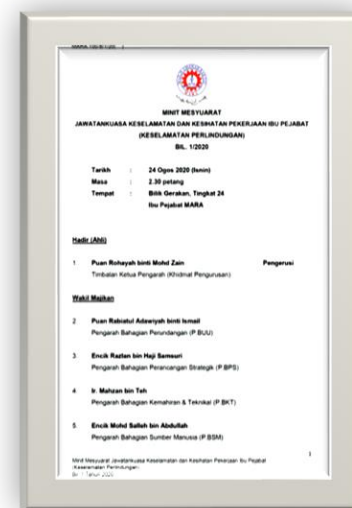 MINIT MESYUARAT
JAWATANKUASA KESELAMATAN DAN KESIHATAN PEKERJAAN IBU PEJABAT
(KESELAMATAN PERLINDUNGAN)
BIL. 1/2020
Tarikh : 24 Ogos 2020 (Isnin)
Masa : 2.30 petang
Tempat : Bilik Gerakan, Tingkat 24
Ibu Pejabat MARA
Hadir (Ahli)
1 Puan Rohayah binti Mohd Zain Pengerusi
Timbalan Ketua Pengarah (Khidmat Pengurusan)
Wakil Majikan
2 Puan Rabiatul Adawiyah binti Ismail
Pengarah Bahagian Perundangan (P.BUU)
3 Encik Razlan bin Haji Samsuri
Pengarah Bahagian Perancangan Strategik (P.BPS)
4 Ir. Mahzan bin Teh
Pengarah Bahagian Kemahiran & Teknikal (P.BKT)
5 Encik Mohd Salleh bin Abdullah
Pengarah Bahagian Sumber Manusia (P.BSM)
1
Minit Mesyuarat Jawatankuasa Keselamatan dan Kesihatan Pekerjaan Ibu Pejabat
(Keselamatan Perlindungan)
Bil 1 Tahun 2020